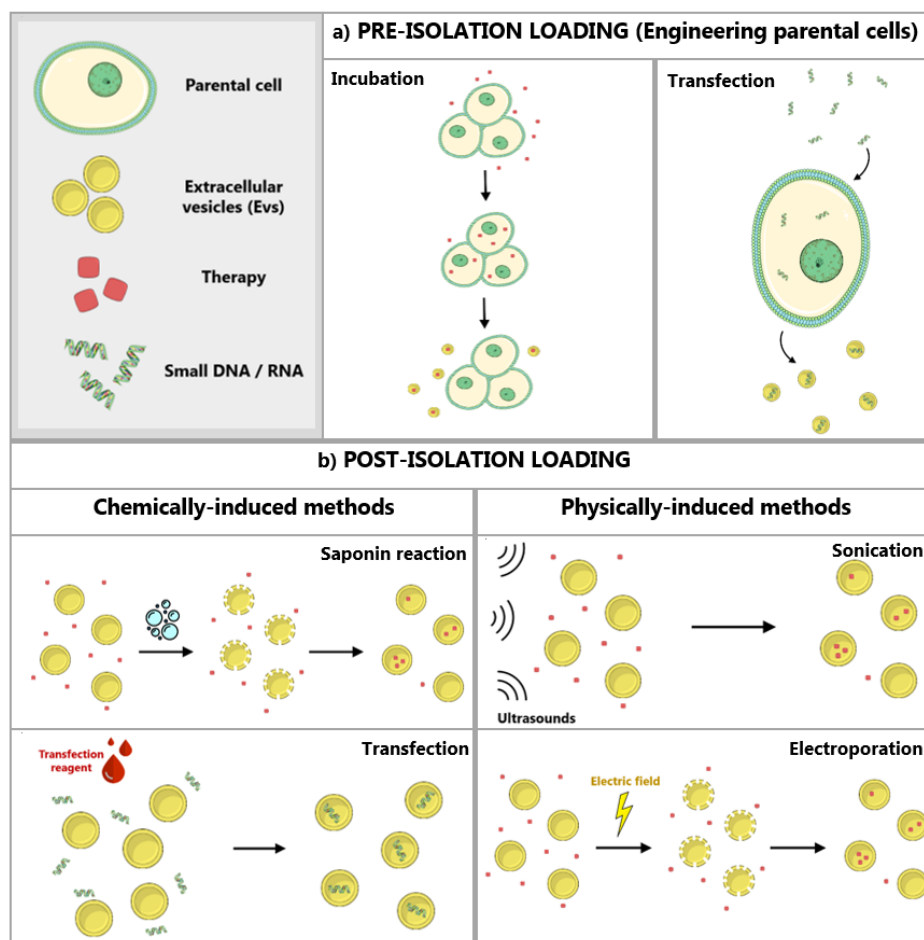 a) PRE-ISOLATION LOADING (Engineering parental cells)
Parental cell
Extracellular
vesicles (Evs)
Therapy
Small DNA / RNA
Incubation
Transfection
b) POST-ISOLATION LOADING
Chemically-induced methods
Physically-induced methods
Saponin reaction
Sonication
Ultrasounds
Transfection
reagent
Transfection
Electroporation
Electric field